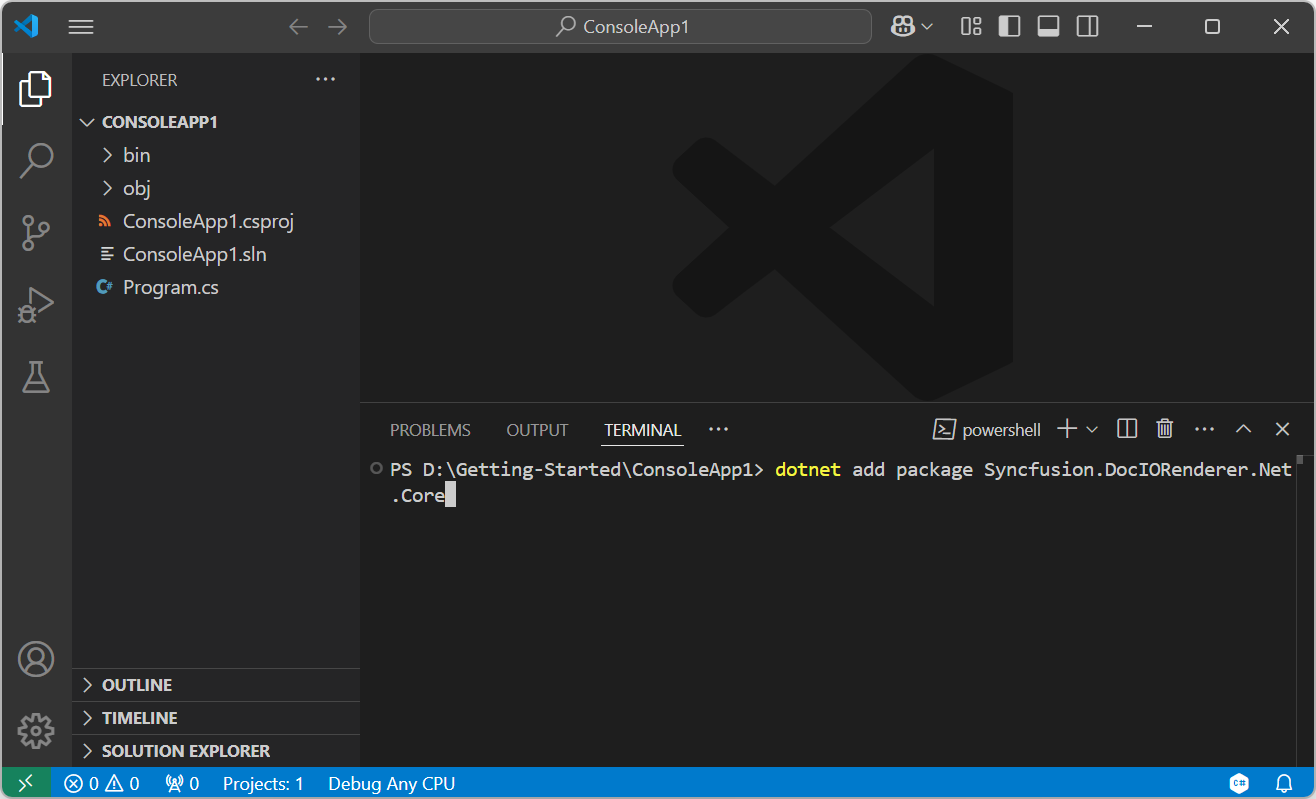 ConsoleApp1
EXPLORER
CONSOLEAPP1
bin
obj
ConsoleApp1.csproj
ConsoleApp1.sln
C# Program.cs
PROBLEMS OUTPUT TERMINAL
powershell
PS D:\Getting-Started\ConsoleApp1> dotnet add package Syncfusion.DocIORenderer.Net
.Core
OUTLINE
TIMELINE
SOLUTION EXPLORER
0 0 0 Projects: 1 Debug Any CPU C#